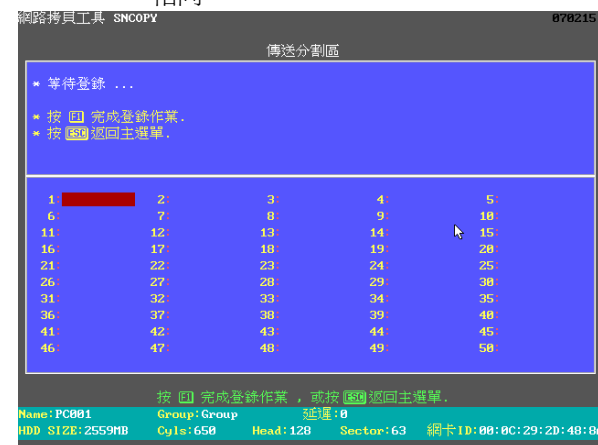 網路拷貝工具 SNCOPY 070215
傳送分割區
* 等待登錄 ...
* 按 F1 完成登錄作業.
* 按 ESC 返回主選單.
1: 2: 3: 4: 5:
6: 7: 8: 9: 10:
11: 12: 13: 14: 15:
16: 17: 18: 19: 20:
21: 22: 23: 24: 25:
26: 27: 28: 29: 30:
31: 32: 33: 34: 35:
36: 37: 38: 39: 40:
41: 42: 43: 44: 45:
46: 47: 48: 49: 50:
按 F1 完成登錄作業 , 或按 ESC 返回主選單.
Name:PC001 Group:Group 延遲:0
HDD SIZE:2559MB Cyls:650 Head:128 Sector:63 網卡ID:00:0C:29:2D:48:8